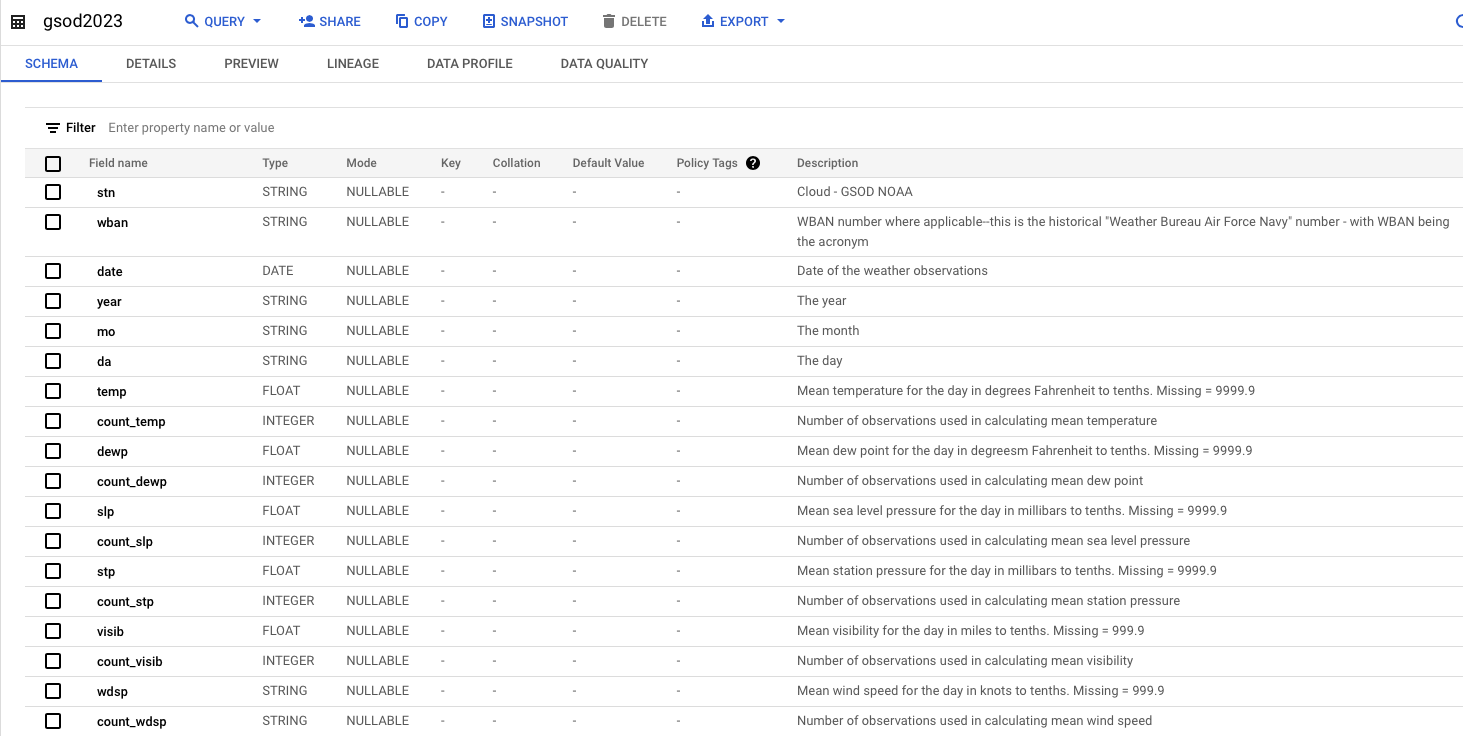 gsod2023 QUERY SHARE COPY SNAPSHOT DELETE EXPORT
SCHEMA DETAILS PREVIEW LINEAGE DATA PROFILE DATA QUALITY
Filter Enter property name or value
Field name Type Mode Key Collation Default Value Policy Tags ? Description
stn STRING NULLABLE - - - - Cloud - GSOD NOAA
wban STRING NULLABLE - - - - WBAN number where applicable--this is the historical "Weather Bureau Air Force Navy" number - with WBAN being
the acronym
date DATE NULLABLE - - - - Date of the weather observations
year STRING NULLABLE - - - - The year
mo STRING NULLABLE - - - - The month
da STRING NULLABLE - - - - The day
temp FLOAT NULLABLE - - - - Mean temperature for the day in degrees Fahrenheit to tenths. Missing = 9999.9
count_temp INTEGER NULLABLE - - - - Number of observations used in calculating mean temperature
dewp FLOAT NULLABLE - - - - Mean dew point for the day in degreesm Fahrenheit to tenths. Missing = 9999.9
count_dewp INTEGER NULLABLE - - - - Number of observations used in calculating mean dew point
slp FLOAT NULLABLE - - - - Mean sea level pressure for the day in millibars to tenths. Missing = 9999.9
count_slp INTEGER NULLABLE - - - - Number of observations used in calculating mean sea level pressure
stp FLOAT NULLABLE - - - - Mean station pressure for the day in millibars to tenths. Missing = 9999.9
count_stp INTEGER NULLABLE - - - - Number of observations used in calculating mean station pressure
visib FLOAT NULLABLE - - - - Mean visibility for the day in miles to tenths. Missing = 999.9
count_visib INTEGER NULLABLE - - - - Number of observations used in calculating mean visibility
wdsp STRING NULLABLE - - - - Mean wind speed for the day in knots to tenths. Missing = 999.9
count_wdsp STRING NULLABLE - - - - Number of observations used in calculating mean wind speed